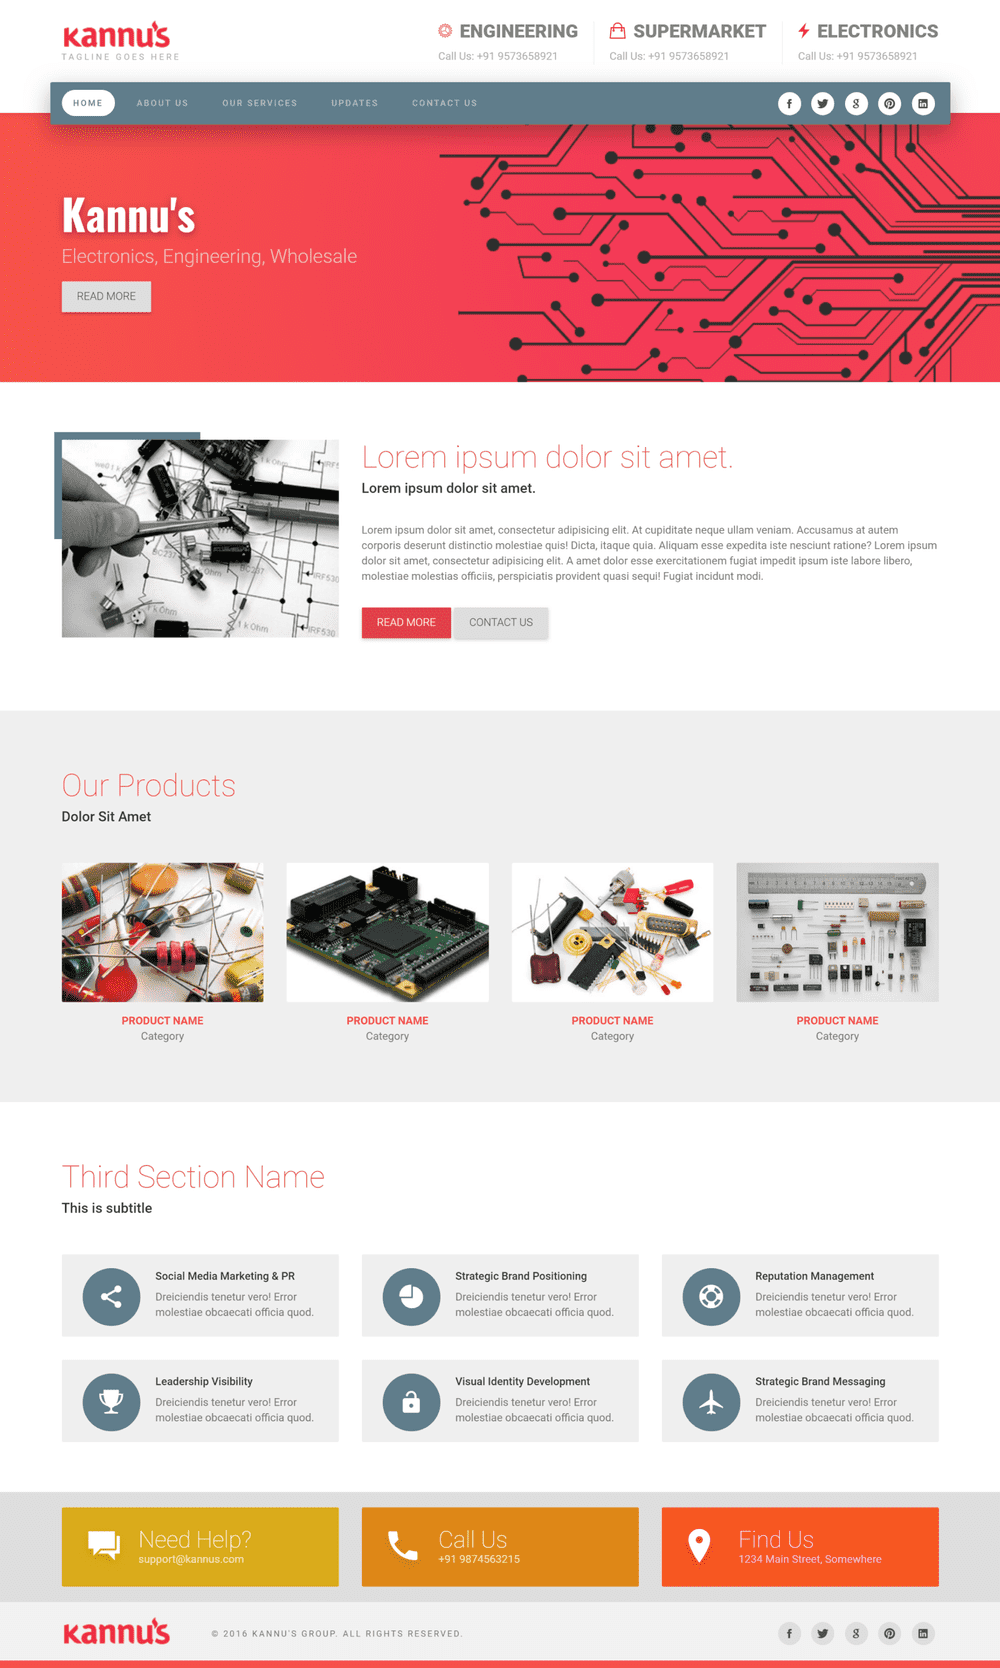 Kannu's
TAGLINE GOES HERE
ENGINEERING
Call Us: +91 9573658921
SUPERMARKET
Call Us: +91 9573658921
ELECTRONICS
Call Us: +91 9573658921
HOME ABOUT US OUR SERVICES UPDATES CONTACT US
Kannu's
Electronics, Engineering, Wholesale
READ MORE
Lorem ipsum dolor sit amet.
Lorem ipsum dolor sit amet.
Lorem ipsum dolor sit amet, consectetur adipisicing elit. At cupiditate neque ullam veniam. Accusamus at autem
corporis deserunt distinctio molestiae quis! Dicta, itaque quia. Aliquam esse expedita iste nesciunt ratione? Lorem ipsum
dolor sit amet, consectetur adipisicing elit. A amet dolor esse exercitationem fugiat impedit ipsum iste labore libero,
molestiae molestias officiis, perspiciatis provident quasi sequi! Fugiat incidunt modi.
READ MORE CONTACT US
Our Products
Dolor Sit Amet
PRODUCT NAME
Category
PRODUCT NAME
Category
PRODUCT NAME
Category
PRODUCT NAME
Category
Third Section Name
This is subtitle
Social Media Marketing & PR
Dreiciendis tenetur vero! Error
molestiae obcaecati officia quod.
Strategic Brand Positioning
Dreiciendis tenetur vero! Error
molestiae obcaecati officia quod.
Reputation Management
Dreiciendis tenetur vero! Error
molestiae obcaecati officia quod.
Leadership Visibility
Dreiciendis tenetur vero! Error
molestiae obcaecati officia quod.
Visual Identity Development
Dreiciendis tenetur vero! Error
molestiae obcaecati officia quod.
Strategic Brand Messaging
Dreiciendis tenetur vero! Error
molestiae obcaecati officia quod.
Need Help?
support@kannus.com
Call Us
+91 9874563215
Find Us
1234 Main Street, Somewhere
Kannu's
© 2016 KANNU'S GROUP. ALL RIGHTS RESERVED.